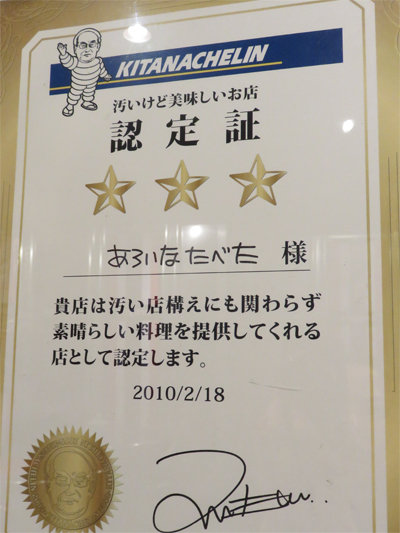 KITANACHELIN
汚いけど美味しいお店
認定証
あろいなたべた 様
貴店は汚い店構えにも関わらず
素晴らしい料理を提供してくれる
店として認定します。
2010/2/18